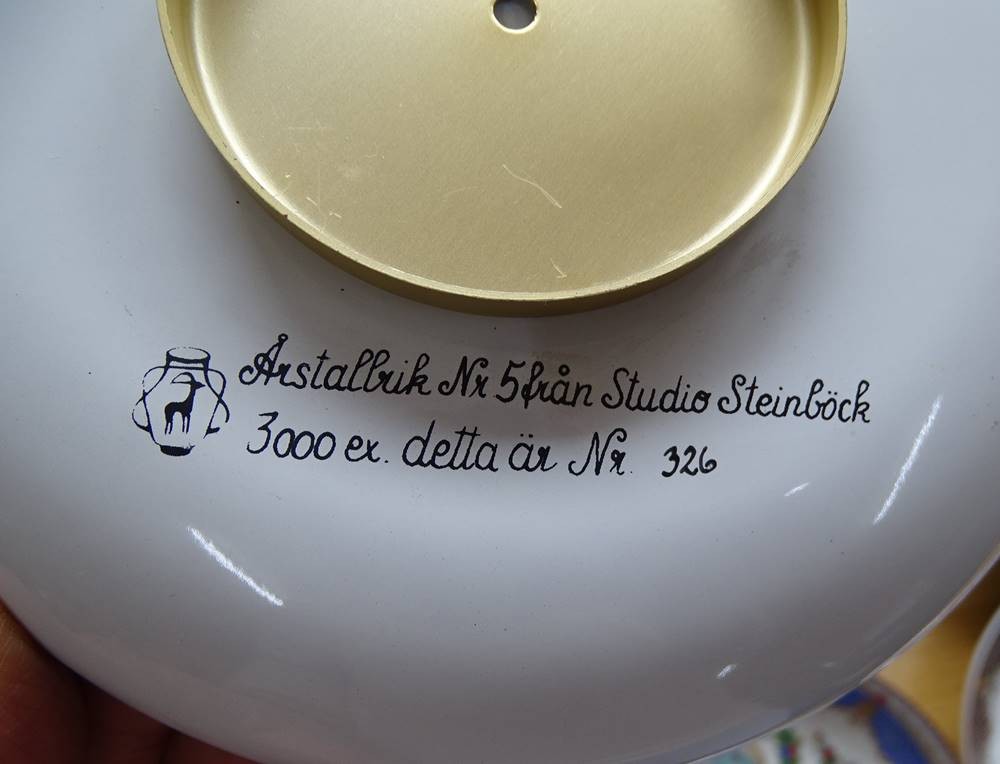 Årstallrik Nr 5 från Studio Steinböck
3000 ex. detta är Nr. 326